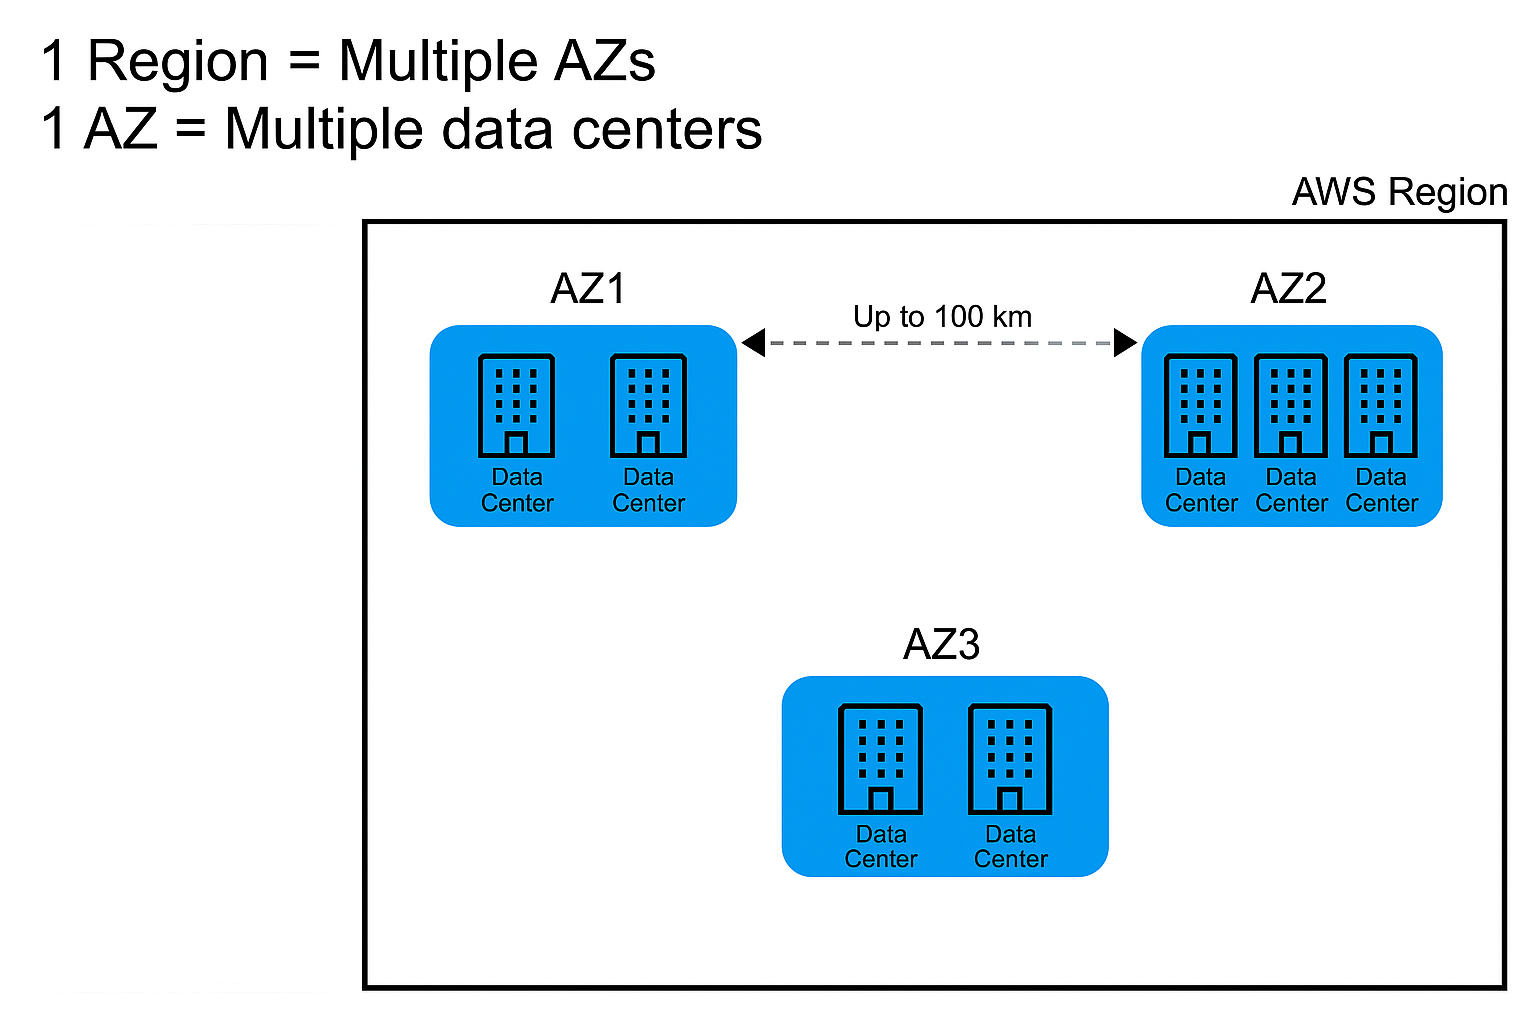 1 Region = Multiple AZs
1 AZ = Multiple data centers
AWS Region
AZ1
Up to 100 km
AZ2
Data
Center
Data
Center
Data
Center
Data
Center
Data
Center
AZ3
Data
Center
Data
Center